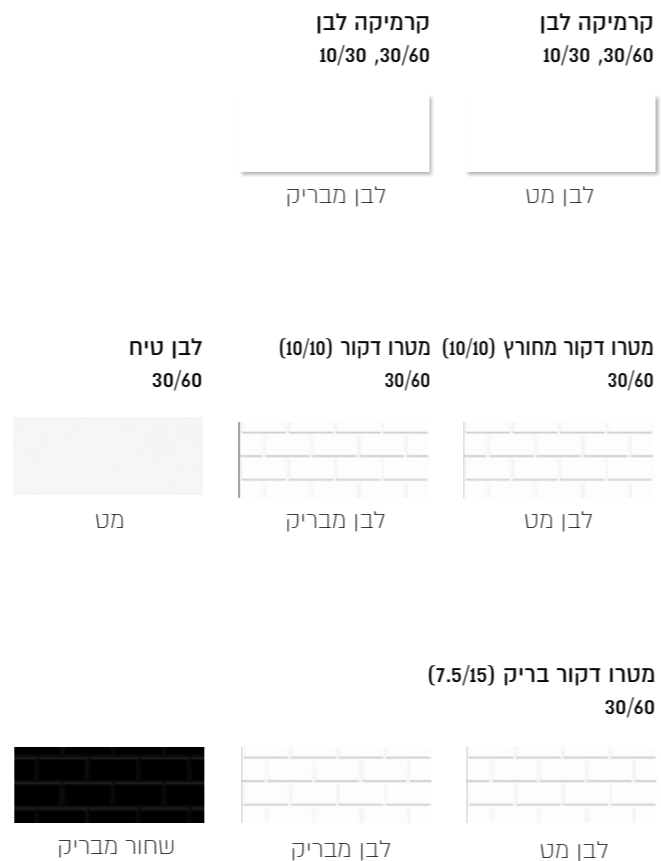 קרמיקה לבן
10/30 ,30/60
לבן מט
קרמיקה לבן
10/30 ,30/60
לבן מבריק
מטרו דקור מחורץ (10/10)
30/60
לבן מט
מטרו דקור (10/10)
30/60
לבן מבריק
לבן טיח
30/60
מט
מטרו דקור בריק (7.5/15)
30/60
לבן מט
לבן מבריק
שחור מבריק